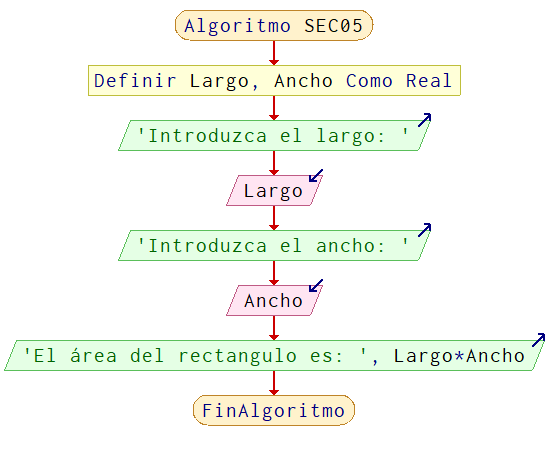 Algoritmo SEC05
Definir Largo, Ancho Como Real
'Introduzca el largo: '
Largo
'Introduzca el ancho: '
Ancho
'El área del rectangulo es: ', Largo*Ancho
FinAlgoritmo